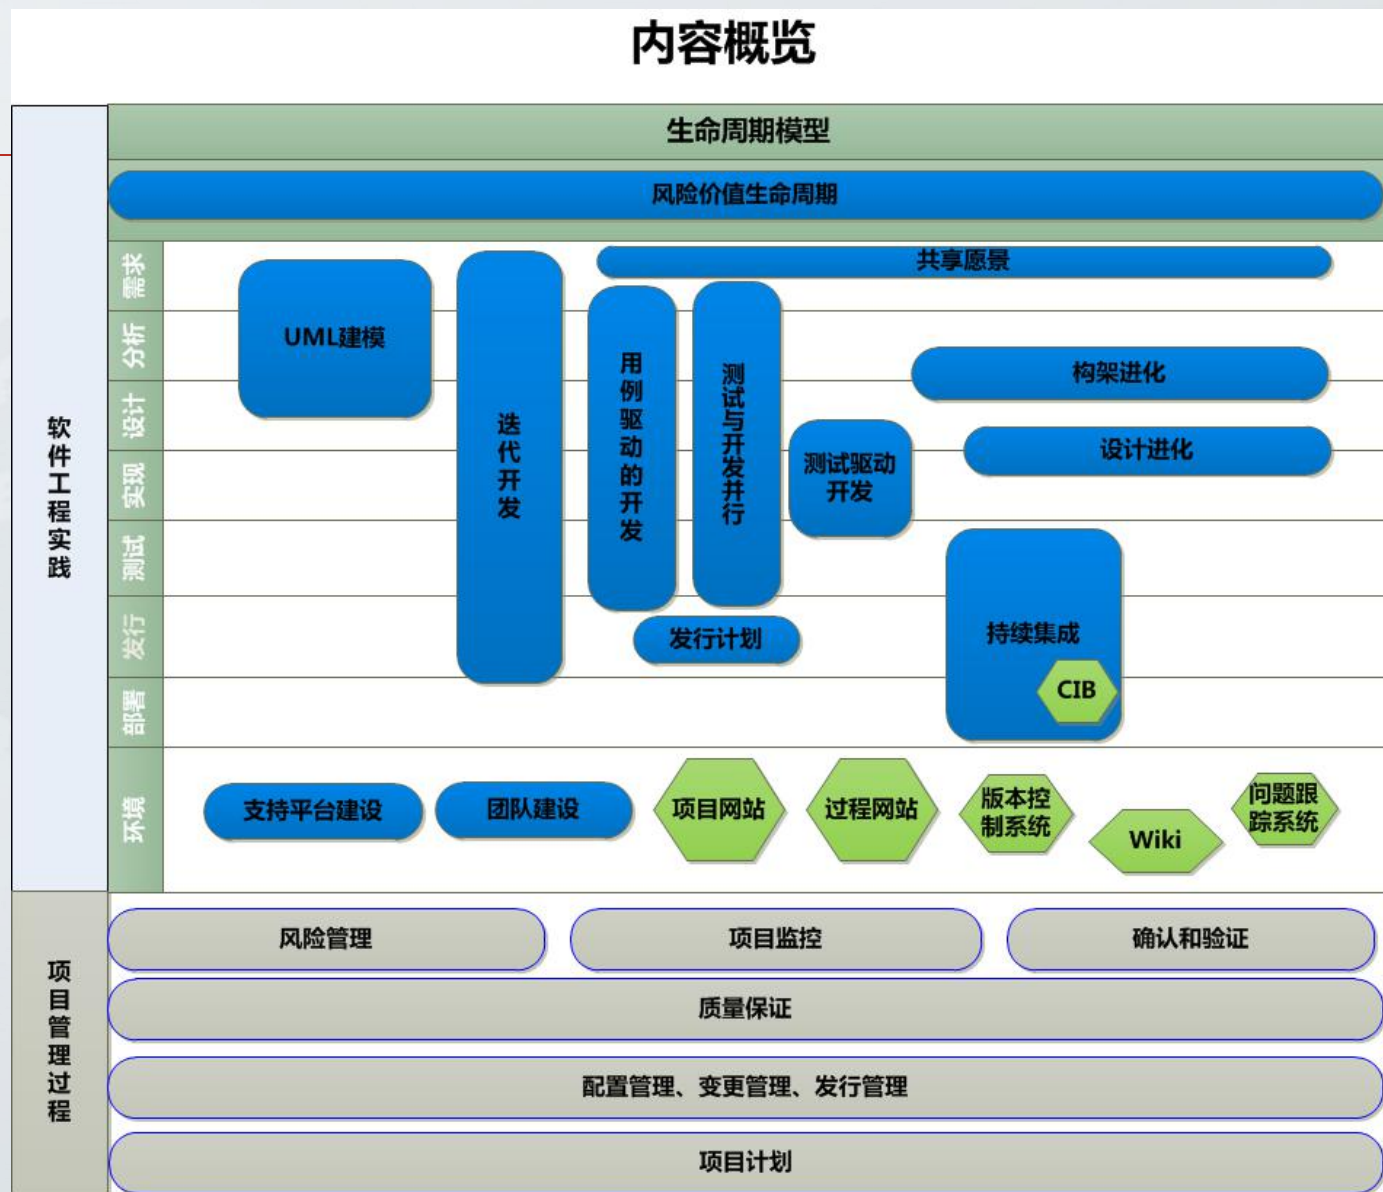 内容概览
生命周期模型
风险价值生命周期
软件工程实践
需求
分析
设计
实现
测试
发行
部署
环境
共享愿景
UML建模
迭代开发
用例驱动的开发
测试与开发并行
测试驱动
开发
构架进化
设计进化
发行计划
持续集成
CIB
支持平台建设
团队建设
项目网站
过程网站
版本控
制系统
Wiki
问题跟
踪系统
项目管理过程
风险管理
项目监控
确认和验证
质量保证
配置管理、变更管理、发行管理
项目计划